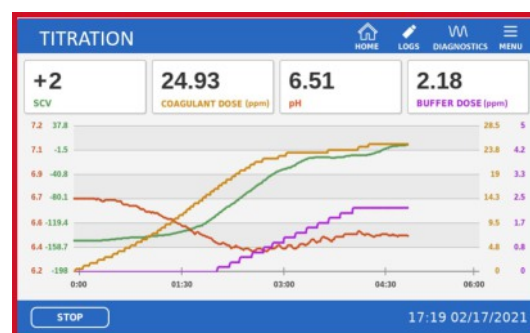 TITRATION
HOME LOGS DIAGNOSTICS MENU
+2 24.93 6.51 2.18
SCV COAGULANT DOSE (ppm) pH BUFFER DOSE (ppm)
7.2 37.8 28.5 5
7.1 -1.5 23.8 4.2
6.9 -40.8 19 3.3
6.7 -80.1 14.3 2.5
6.6 -119.4 9.5 1.7
6.4 -158.7 4.8 0.8
6.2 -198 0 0
0:00 01:30 03:00 04:30 06:00
STOP 17:19 02/17/2021